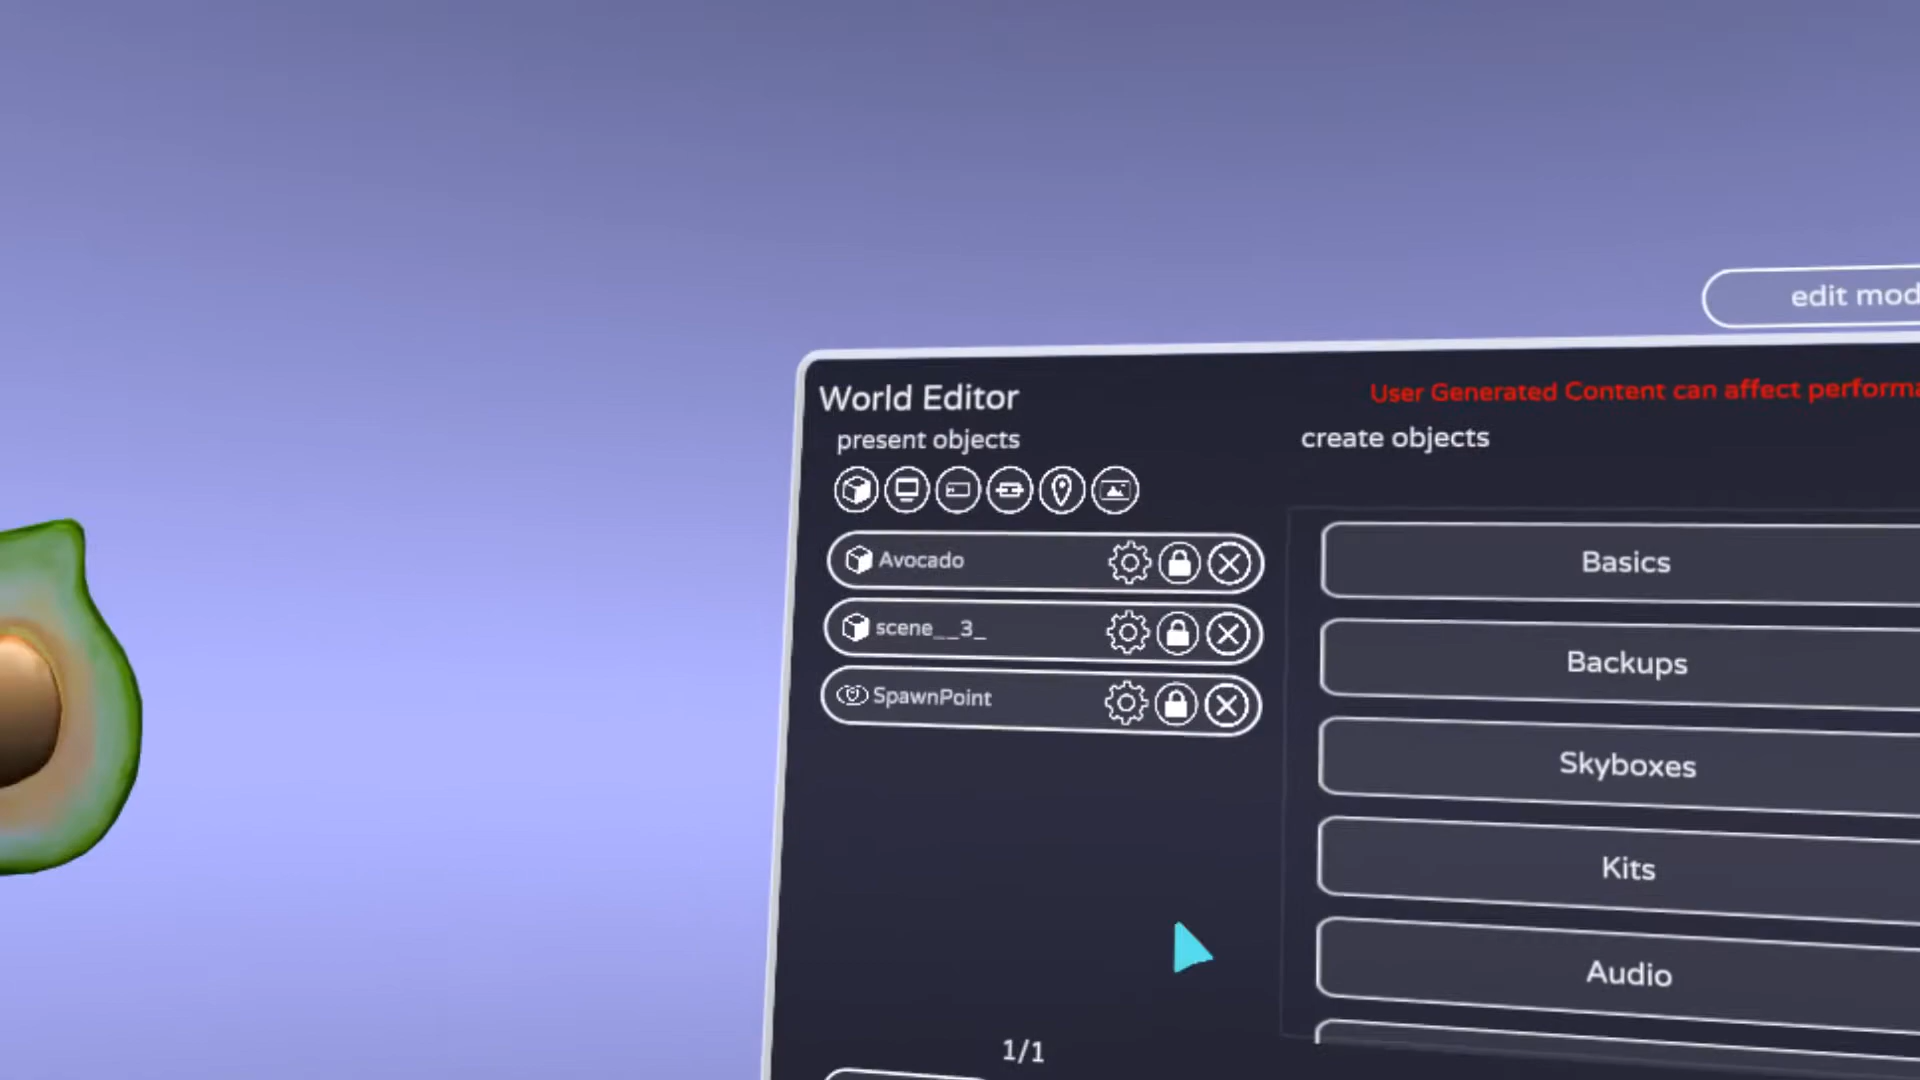 edit mod
World Editor
User Generated Content can affect performa
present objects
create objects
Avocado
scene__3_
SpawnPoint
Basics
Backups
Skyboxes
Kits
Audio
1/1